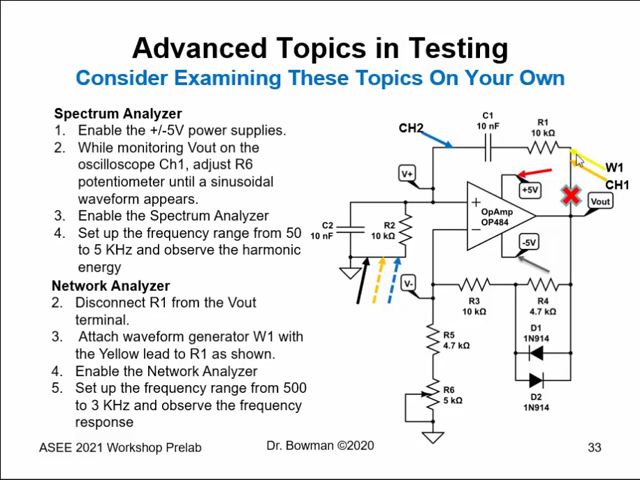 Advanced Topics in Testing
Consider Examining These Topics On Your Own
Spectrum Analyzer
1. Enable the +/-5V power supplies.
2. While monitoring Vout on the
oscilloscope Ch1, adjust R6
potentiometer until a sinusoidal
waveform appears.
3. Enable the Spectrum Analyzer
4. Set up the frequency range from 50
to 5 KHz and observe the harmonic
energy
Network Analyzer
2. Disconnect R1 from the Vout
terminal.
3. Attach waveform generator W1 with
the Yellow lead to R1 as shown.
4. Enable the Network Analyzer
5. Set up the frequency range from 500
to 3 KHz and observe the frequency
response
CH2
C1
10 nF
R1
10 kΩ
W1
CH1
V+
+5V
Vout
OpAmp
OP484
+
−
C2
10 nF
R2
10 kΩ
-5V
V-
R3
10 kΩ
R4
4.7 kΩ
R5
4.7 kΩ
D1
1N914
R6
5 kΩ
D2
1N914
ASEE 2021 Workshop Prelab
Dr. Bowman ©2020
33